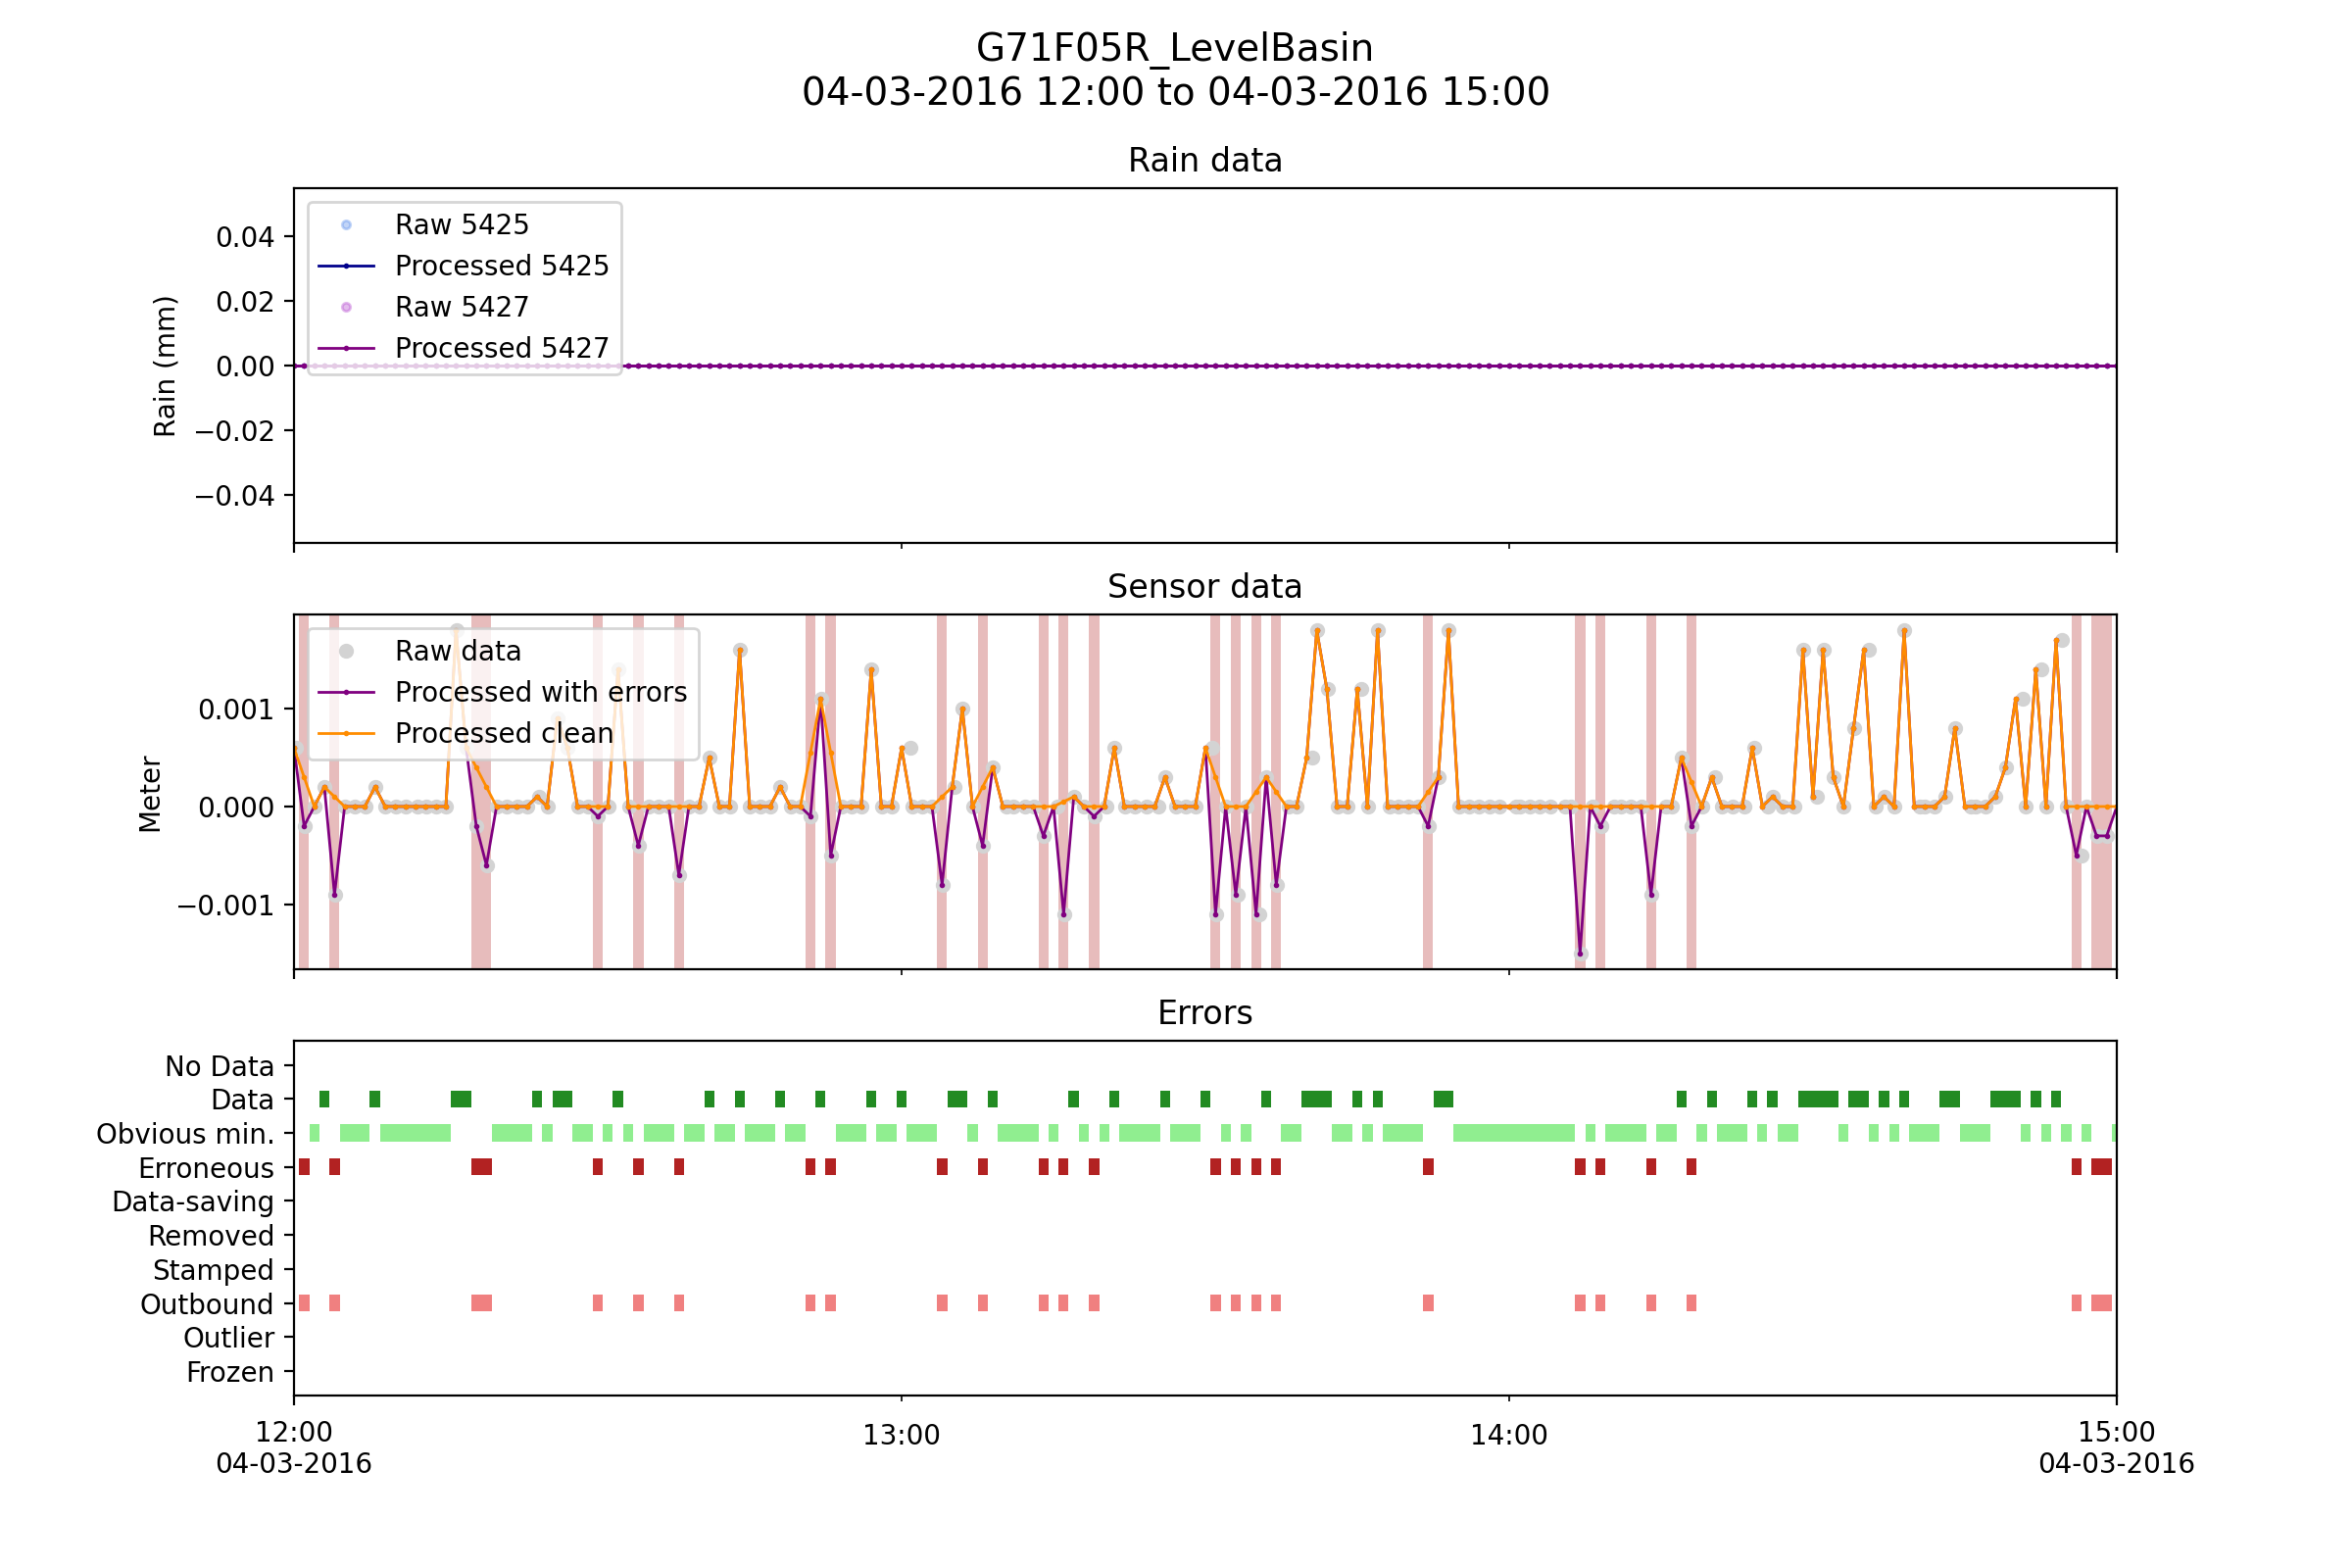 G71F05R_LevelBasin
04-03-2016 12:00 to 04-03-2016 15:00
Rain data
Rain (mm)
0.04
0.02
0.00
−0.02
−0.04
Raw 5425
Processed 5425
Raw 5427
Processed 5427
Sensor data
Meter
0.001
0.000
−0.001
Raw data
Processed with errors
Processed clean
Errors
No Data
Data
Obvious min.
Erroneous
Data-saving
Removed
Stamped
Outbound
Outlier
Frozen
12:00
04-03-2016
13:00
14:00
15:00
04-03-2016